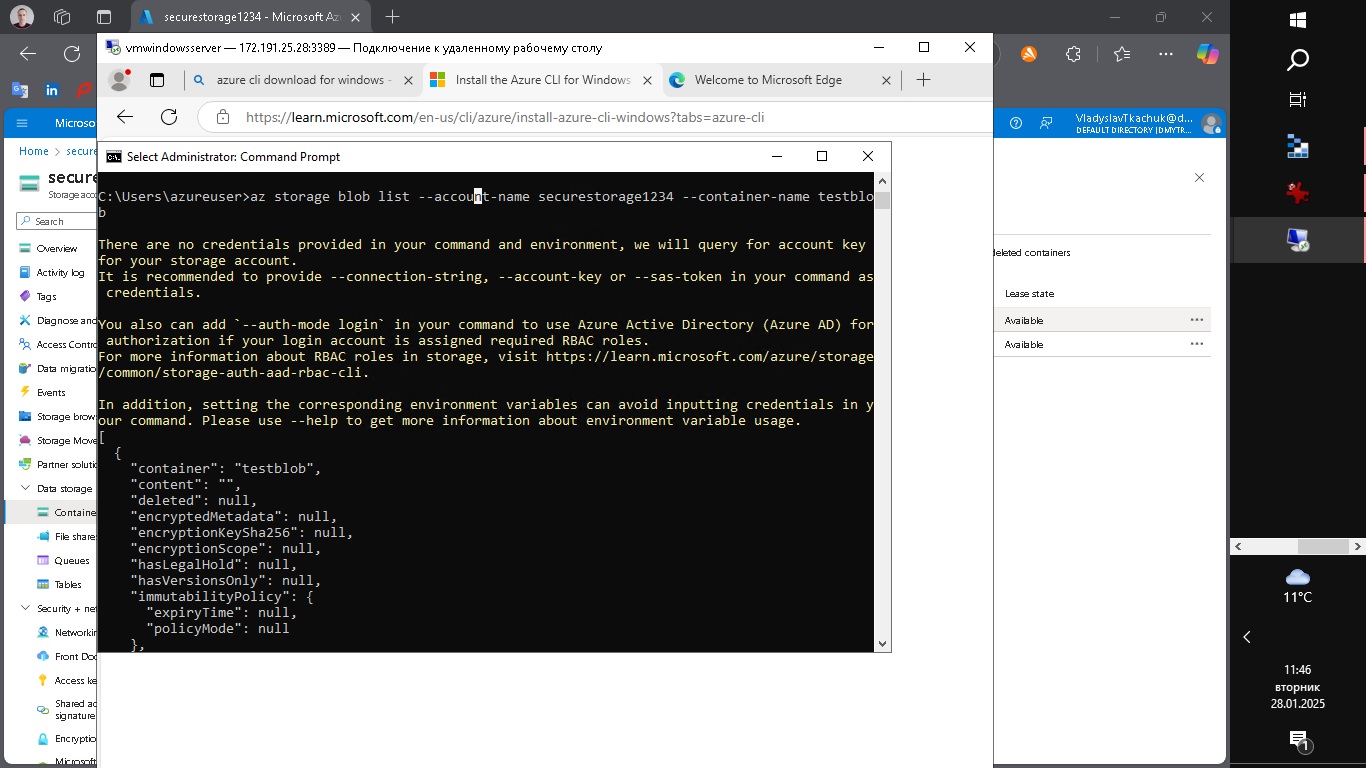 securestorage1234 - Microsoft Az
vmwindowsserver — 172.191.25.28:3389 — Подключение к удаленному рабочему столу
azure cli download for windows -
Install the Azure CLI for Windows
Welcome to Microsoft Edge
https://learn.microsoft.com/en-us/cli/azure/install-azure-cli-windows?tabs=azure-cli
Microso
VladyslavTkachuk@d...
DEFAULT DIRECTORY (DMYTR...
Home > secure
secure
Storage acco
Search
Overview
Activity log
Tags
Diagnose and
Access Contro
Data migratio
Events
Storage brow
Storage Move
Partner solutio
Data storage
Containe
File share
Queues
Tables
Security + net
Networkin
Front Doo
Access ke
Shared ac
signature
Encryptio
Microsoft
Select Administrator: Command Prompt
C:\Users\azureuser>az storage blob list --account-name securestorage1234 --container-name testblo
b
There are no credentials provided in your command and environment, we will query for account key
for your storage account.
It is recommended to provide --connection-string, --account-key or --sas-token in your command as
credentials.
You also can add `--auth-mode login` in your command to use Azure Active Directory (Azure AD) for
authorization if your login account is assigned required RBAC roles.
For more information about RBAC roles in storage, visit https://learn.microsoft.com/azure/storage
/common/storage-auth-aad-rbac-cli.
In addition, setting the corresponding environment variables can avoid inputting credentials in y
our command. Please use --help to get more information about environment variable usage.
[
{
"container": "testblob",
"content": "",
"deleted": null,
"encryptedMetadata": null,
"encryptionKeySha256": null,
"encryptionScope": null,
"hasLegalHold": null,
"hasVersionsOnly": null,
"immutabilityPolicy": {
"expiryTime": null,
"policyMode": null
},
deleted containers
Lease state
Available
Available
11°C
11:46
вторник
28.01.2025
1